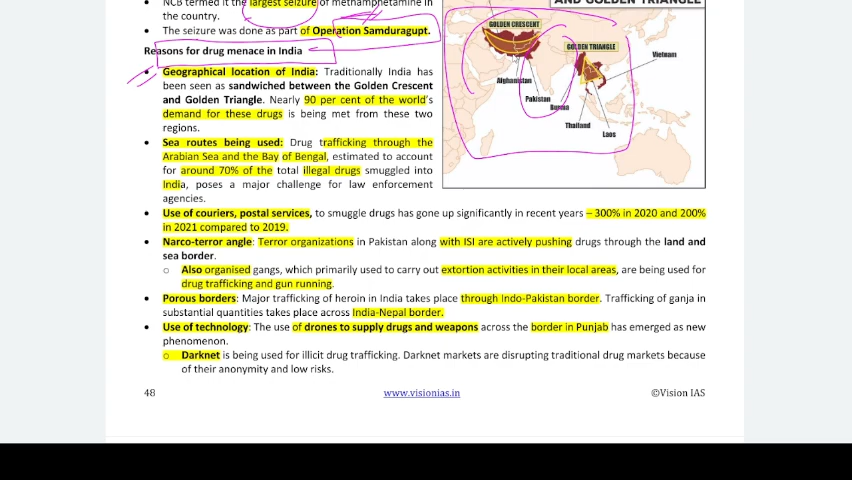 • NCB termed it the largest seizure of methamphetamine in
the country.
• The seizure was done as part of Operation Samduragupt.
Reasons for drug menace in India
• Geographical location of India: Traditionally India has
been seen as sandwiched between the Golden Crescent
and Golden Triangle. Nearly 90 per cent of the world's
demand for these drugs is being met from these two
regions.
• Sea routes being used: Drug trafficking through the
Arabian Sea and the Bay of Bengal, estimated to account
for around 70% of the total illegal drugs smuggled into
India, poses a major challenge for law enforcement
agencies.
AND GOLDEN TRIANGLE
GOLDEN CRESCENT
GOLDEN TRIANGLE
Vietnam
Afghanistan
Pakistan
Burma
Thailand
Laos
• Use of couriers, postal services, to smuggle drugs has gone up significantly in recent years – 300% in 2020 and 200%
in 2021 compared to 2019.
• Narco-terror angle: Terror organizations in Pakistan along with ISI are actively pushing drugs through the land and
sea border.
o Also organised gangs, which primarily used to carry out extortion activities in their local areas, are being used for
drug trafficking and gun running.
• Porous borders: Major trafficking of heroin in India takes place through Indo-Pakistan border. Trafficking of ganja in
substantial quantities takes place across India-Nepal border.
• Use of technology: The use of drones to supply drugs and weapons across the border in Punjab has emerged as new
phenomenon.
o Darknet is being used for illicit drug trafficking. Darknet markets are disrupting traditional drug markets because
of their anonymity and low risks.
48
www.visionias.in
©Vision IAS